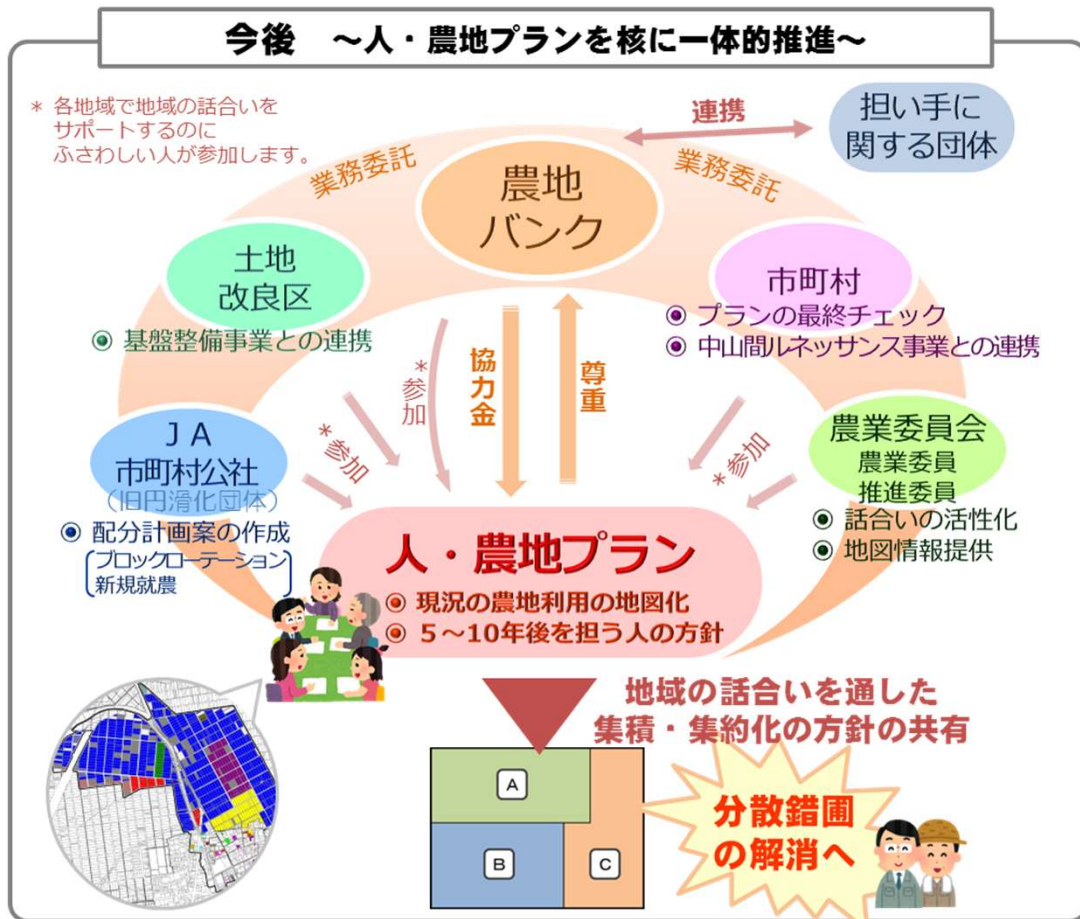 今後 ～人・農地プランを核に一体的推進～
* 各地域で地域の話合いを
サポートするのに
ふさわしい人が参加します。
連携
担い手に
関する団体
業務委託
農地
バンク
業務委託
土地
改良区
◉ 基盤整備事業との連携
市町村
◉ プランの最終チェック
◉ 中山間ルネッサンス事業との連携
*参加
協力金
尊重
*参加
*参加
JA
市町村公社
(旧円滑化団体)
◉ 配分計画案の作成
ブロックローテーション
新規就農
農業委員会
農業委員
推進委員
◉ 話合いの活性化
◉ 地図情報提供
人・農地プラン
◉ 現況の農地利用の地図化
◉ 5～10年後を担う人の方針
地域の話合いを通した
集積・集約化の方針の共有
A
B
C
分散錯圃
の解消へ